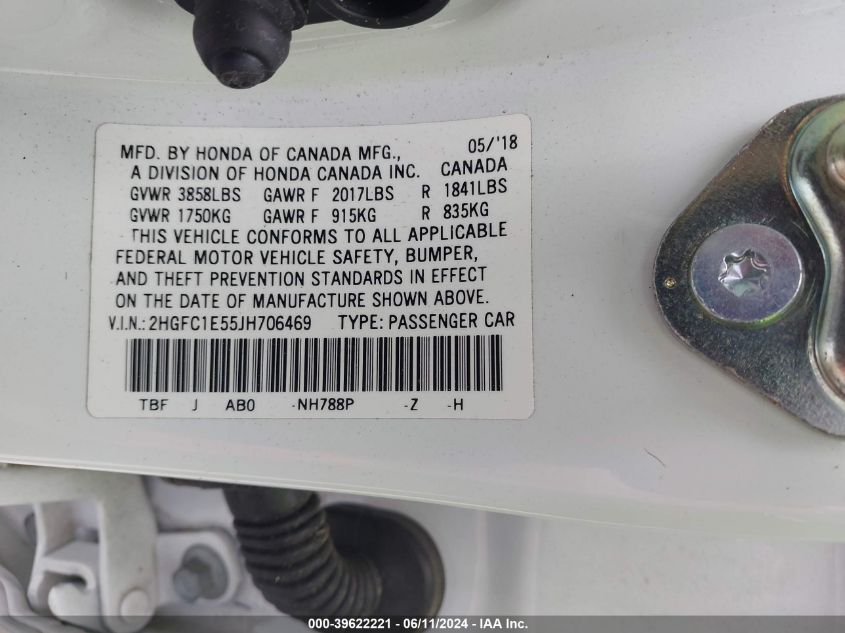 MFD. BY HONDA OF CANADA MFG., 05/'18
A DIVISION OF HONDA CANADA INC. CANADA
GVWR 3858LBS GAWR F 2017LBS R 1841LBS
GVWR 1750KG GAWR F 915KG R 835KG
THIS VEHICLE CONFORMS TO ALL APPLICABLE
FEDERAL MOTOR VEHICLE SAFETY, BUMPER,
AND THEFT PREVENTION STANDARDS IN EFFECT
ON THE DATE OF MANUFACTURE SHOWN ABOVE.
V.I.N.: 2HGFC1E55JH706469 TYPE: PASSENGER CAR
TBF J AB0 -NH788P -Z -H
000-39622221 - 06/11/2024 - IAA Inc.